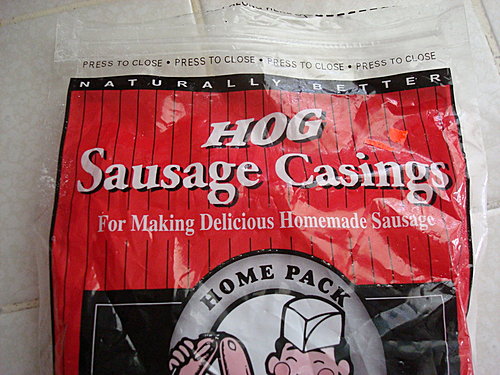 PRESS TO CLOSE • PRESS TO CLOSE • PRESS TO CLOSE • PRESS TO CLOSE
NATURALLY BETTER
HOG
Sausage Casings
For Making Delicious Homemade Sausage
HOME PACK